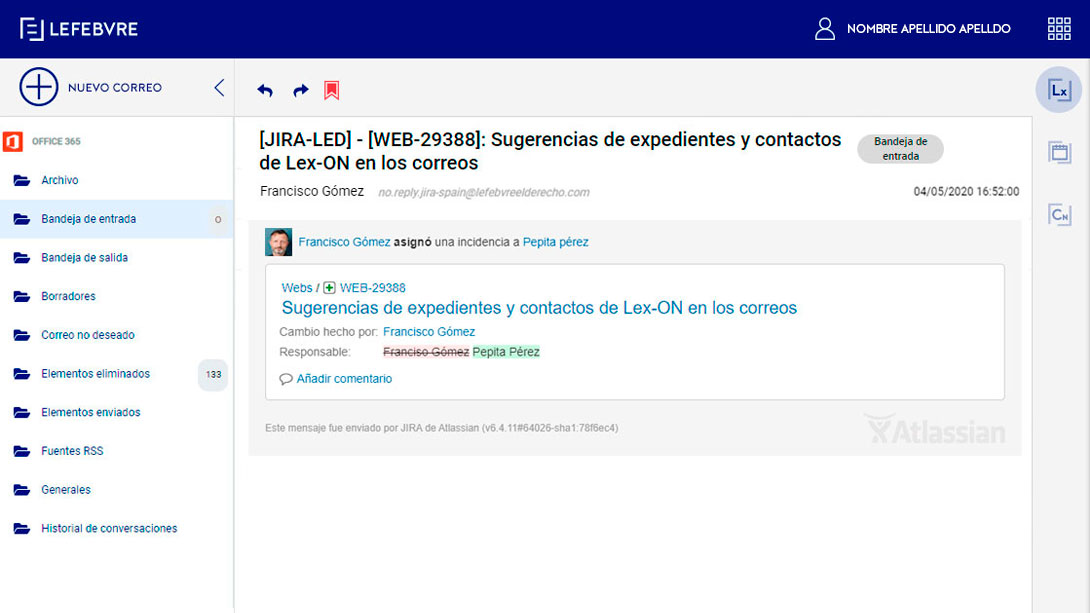 LEFEBVRE
NOMBRE APELLIDO APELLDO
NUEVO CORREO
OFFICE 365
Archivo
Bandeja de entrada 0
Bandeja de salida
Borradores
Correo no deseado
Elementos eliminados 133
Elementos enviados
Fuentes RSS
Generales
Historial de conversaciones
[JIRA-LED] - [WEB-29388]: Sugerencias de expedientes y contactos
de Lex-ON en los correos
Bandeja de
entrada
Francisco Gómez no.reply.jira-spain@lefebvreelderecho.com 04/05/2020 16:52:00
Francisco Gómez asignó una incidencia a Pepita pérez
Webs / WEB-29388
Sugerencias de expedientes y contactos de Lex-ON en los correos
Cambio hecho por: Francisco Gómez
Responsable: Franciso Gómez Pepita Pérez
Añadir comentario
Este mensaje fue enviado por JIRA de Atlassian (v6.4.11#64026-sha1:78f6ec4)
Atlassian
Lx
CN